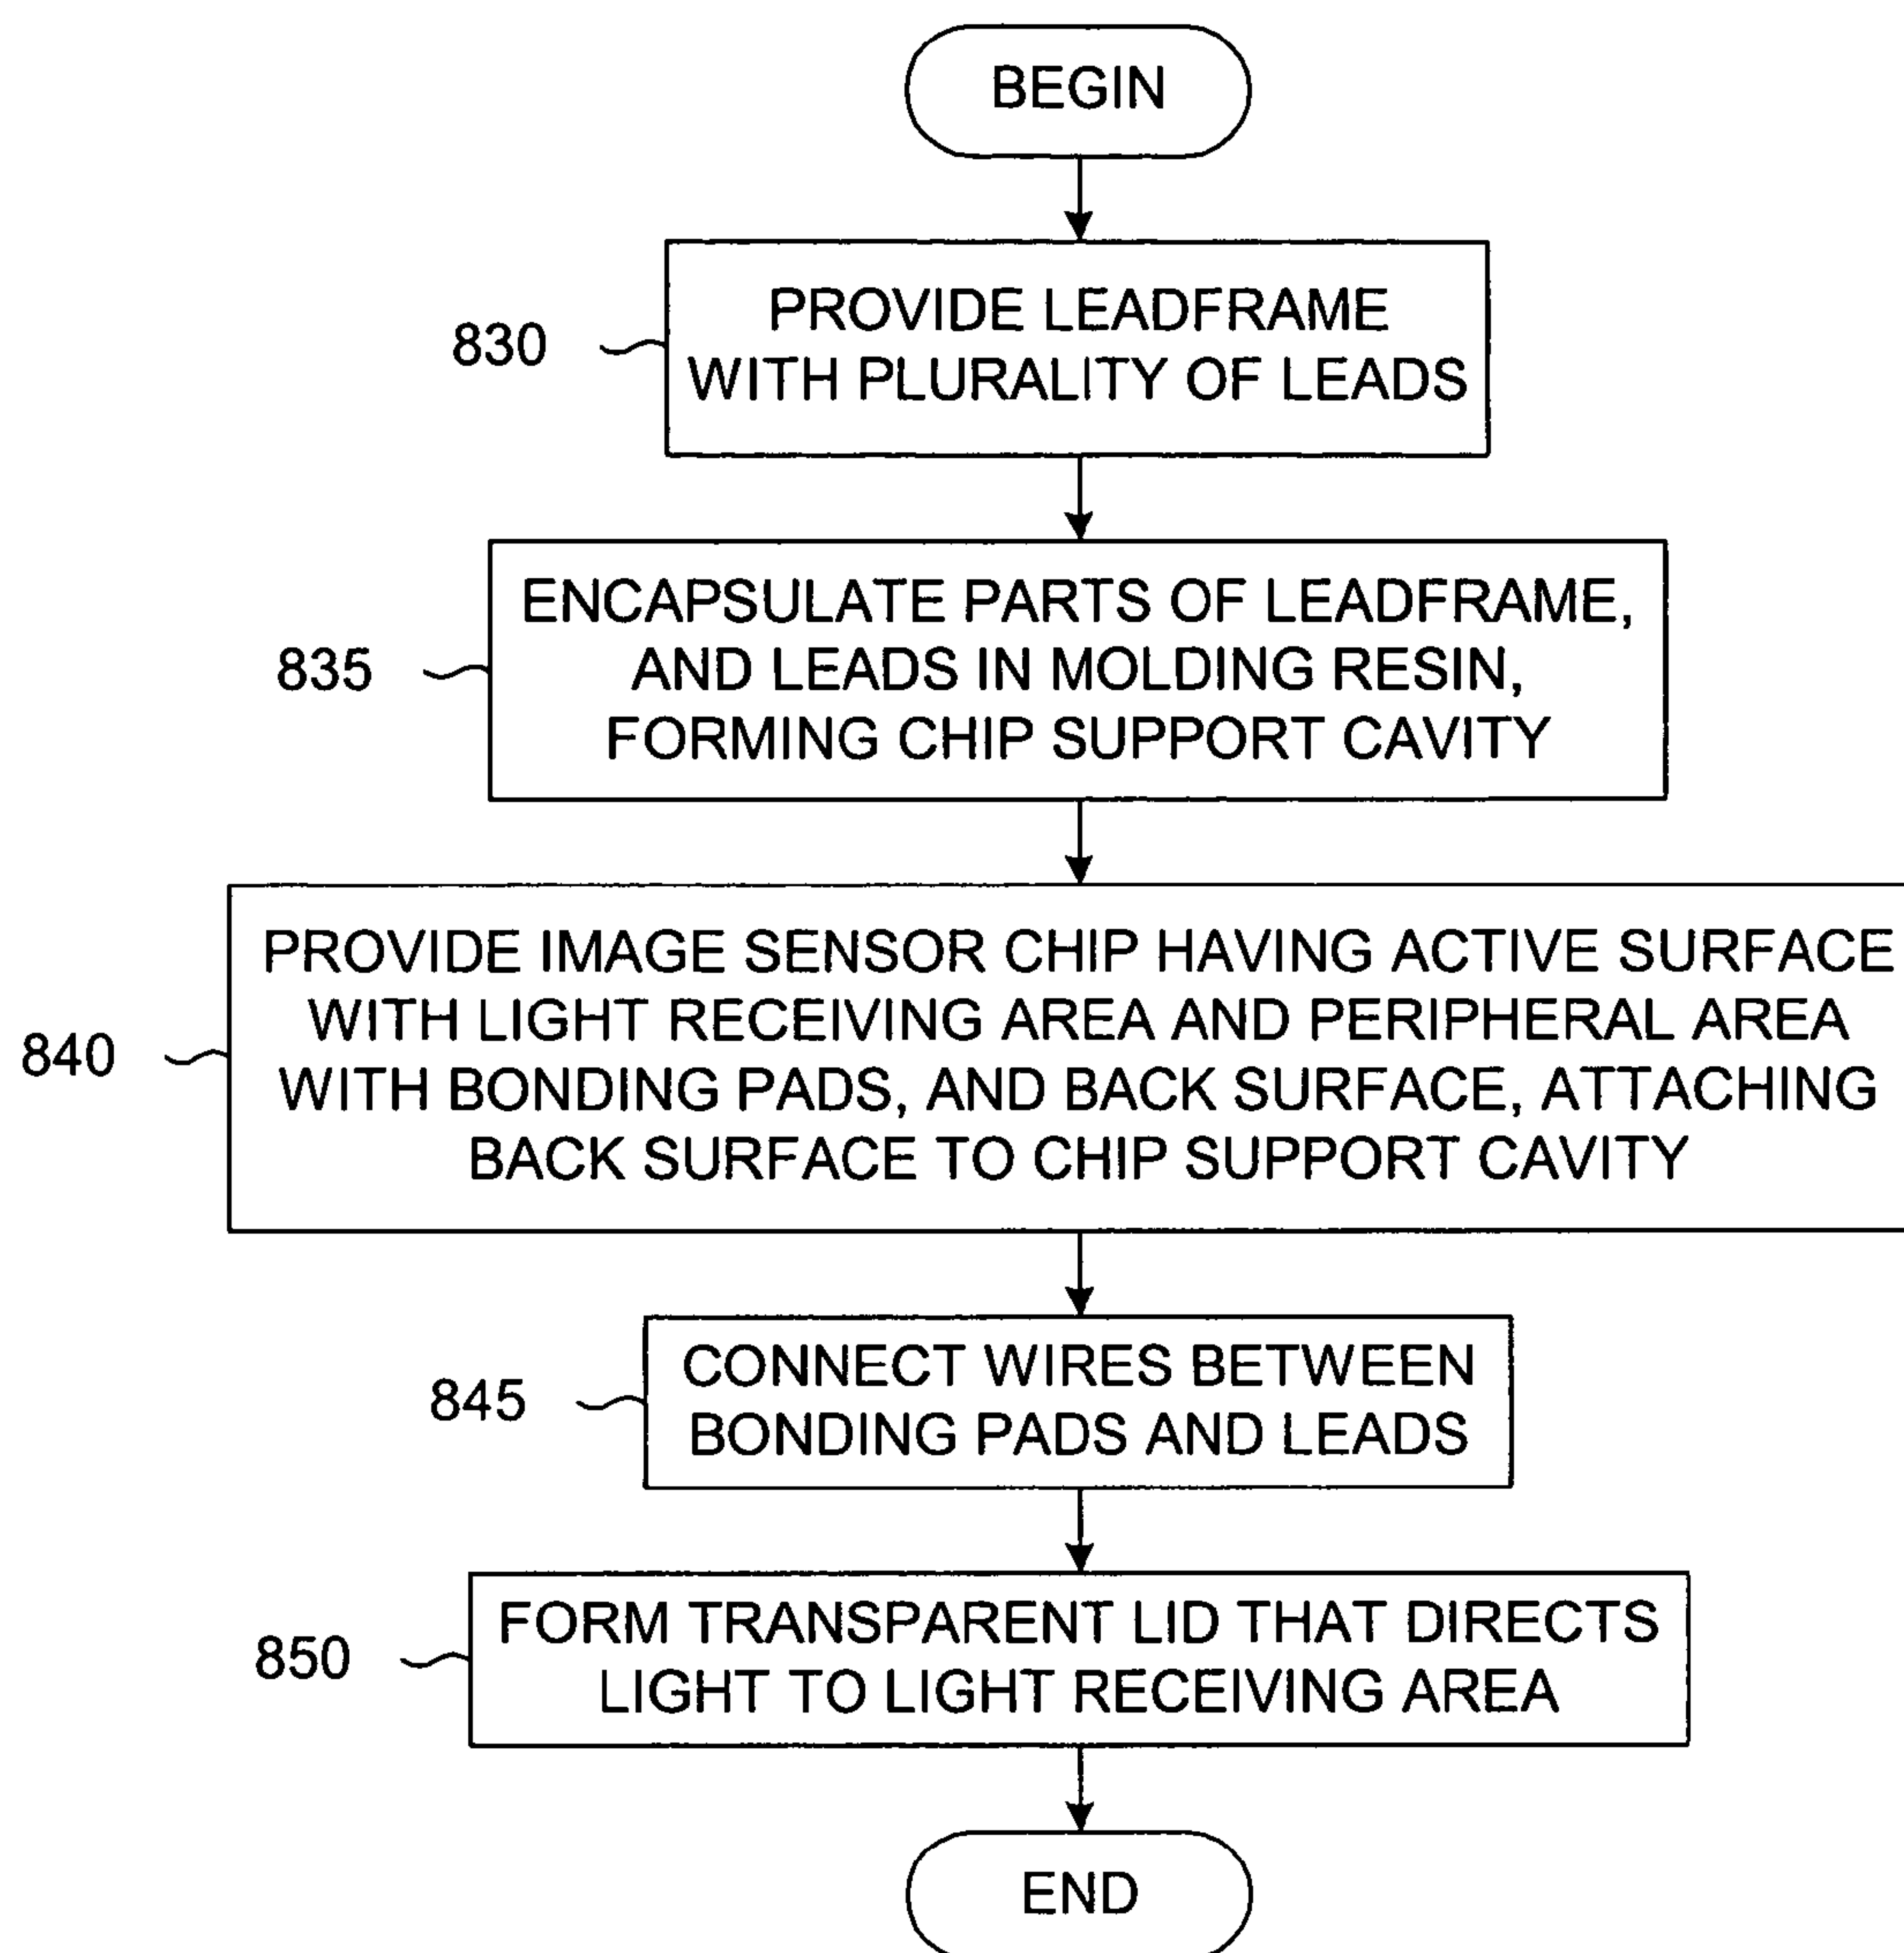 BEGIN
830
PROVIDE LEADFRAME
WITH PLURALITY OF LEADS
835
ENCAPSULATE PARTS OF LEADFRAME,
AND LEADS IN MOLDING RESIN,
FORMING CHIP SUPPORT CAVITY
840
PROVIDE IMAGE SENSOR CHIP HAVING ACTIVE SURFACE
WITH LIGHT RECEIVING AREA AND PERIPHERAL AREA
WITH BONDING PADS, AND BACK SURFACE, ATTACHING
BACK SURFACE TO CHIP SUPPORT CAVITY
845
CONNECT WIRES BETWEEN
BONDING PADS AND LEADS
850
FORM TRANSPARENT LID THAT DIRECTS
LIGHT TO LIGHT RECEIVING AREA
END